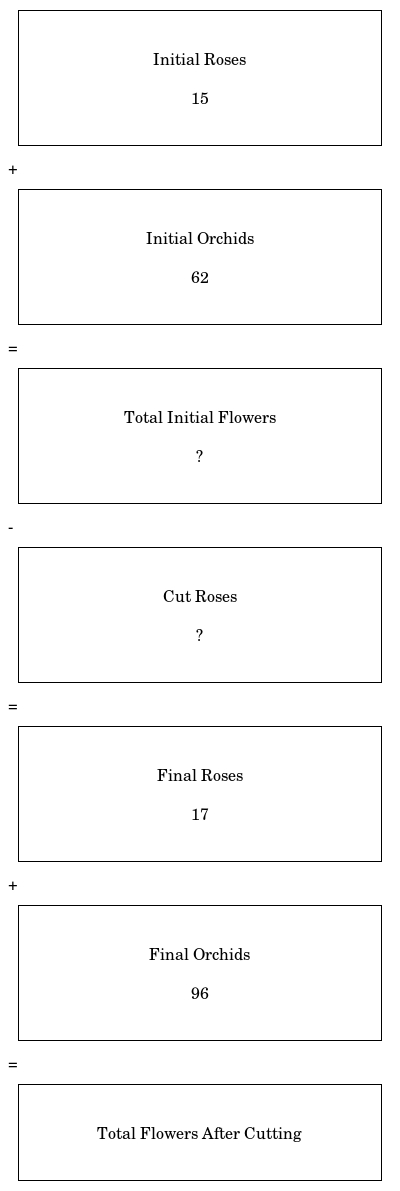 Initial Roses
15
+
Initial Orchids
62
=
Total Initial Flowers
?
-
Cut Roses
?
=
Final Roses
17
+
Final Orchids
96
=
Total Flowers After Cutting